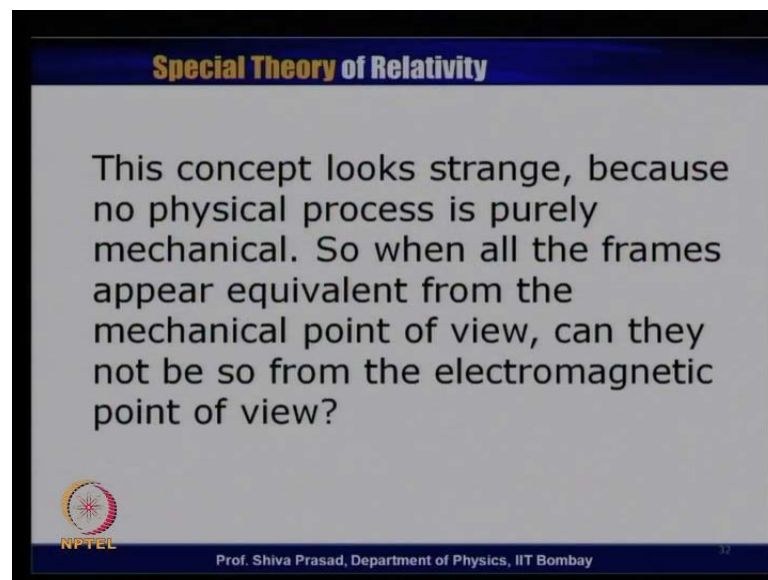 Special Theory of Relativity
This concept looks strange, because
no physical process is purely
mechanical. So when all the frames
appear equivalent from the
mechanical point of view, can they
not be so from the electromagnetic
point of view?
NPTEL
Prof. Shiva Prasad, Department of Physics, IIT Bombay
32